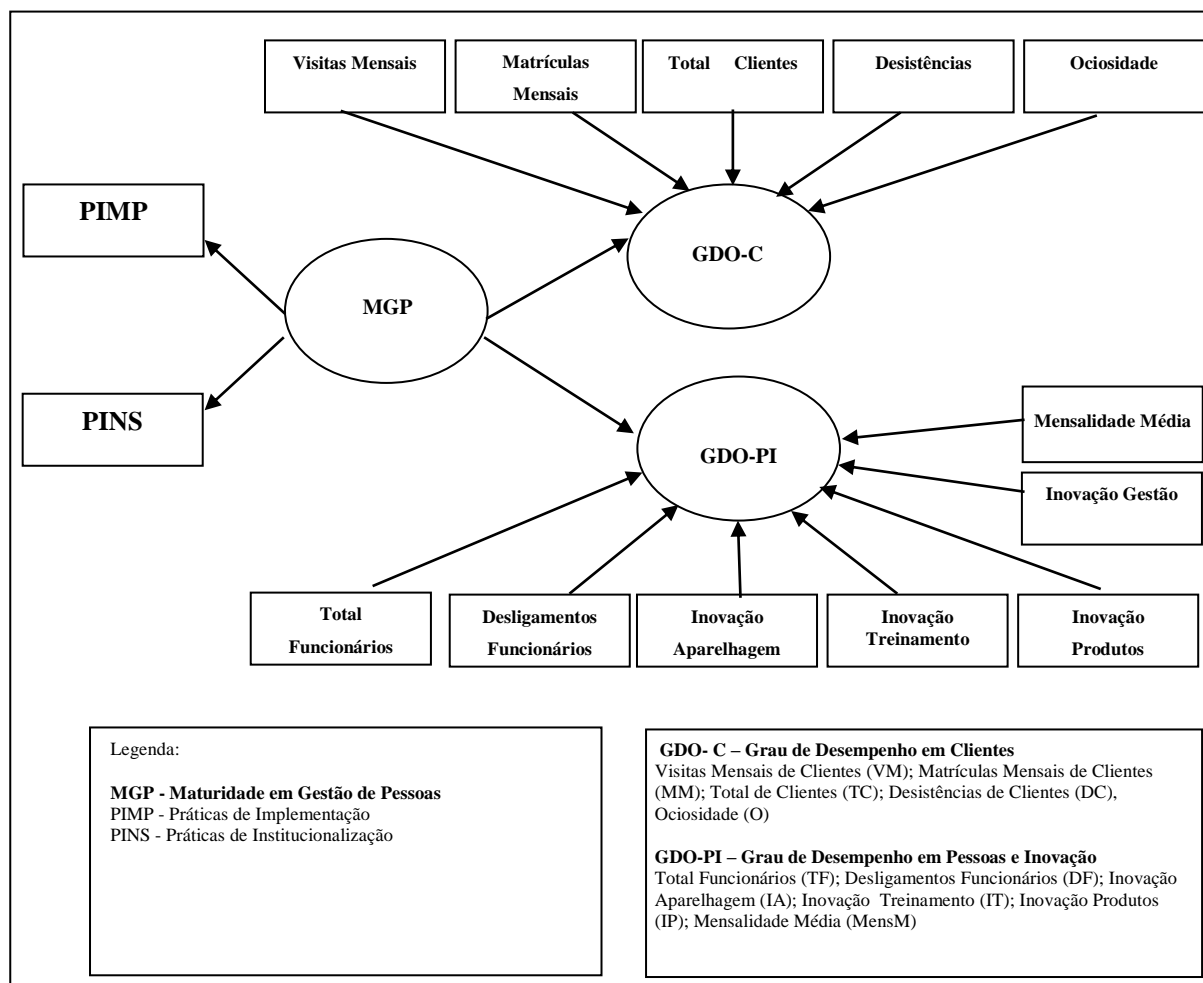 Visitas Mensais
Matrículas
Mensais
Total Clientes
Desistências
Ociosidade
PIMP
GDO-C
MGP
PINS
GDO-PI
Mensalidade Média
Inovação Gestão
Total
Funcionários
Desligamentos
Funcionários
Inovação
Aparelhagem
Inovação
Treinamento
Inovação
Produtos
Legenda:
MGP - Maturidade em Gestão de Pessoas
PIMP - Práticas de Implementação
PINS - Práticas de Institucionalização
GDO- C – Grau de Desempenho em Clientes
Visitas Mensais de Clientes (VM); Matrículas Mensais de Clientes
(MM); Total de Clientes (TC); Desistências de Clientes (DC),
Ociosidade (O)
GDO-PI – Grau de Desempenho em Pessoas e Inovação
Total Funcionários (TF); Desligamentos Funcionários (DF); Inovação
Aparelhagem (IA); Inovação Treinamento (IT); Inovação Produtos
(IP); Mensalidade Média (MensM)